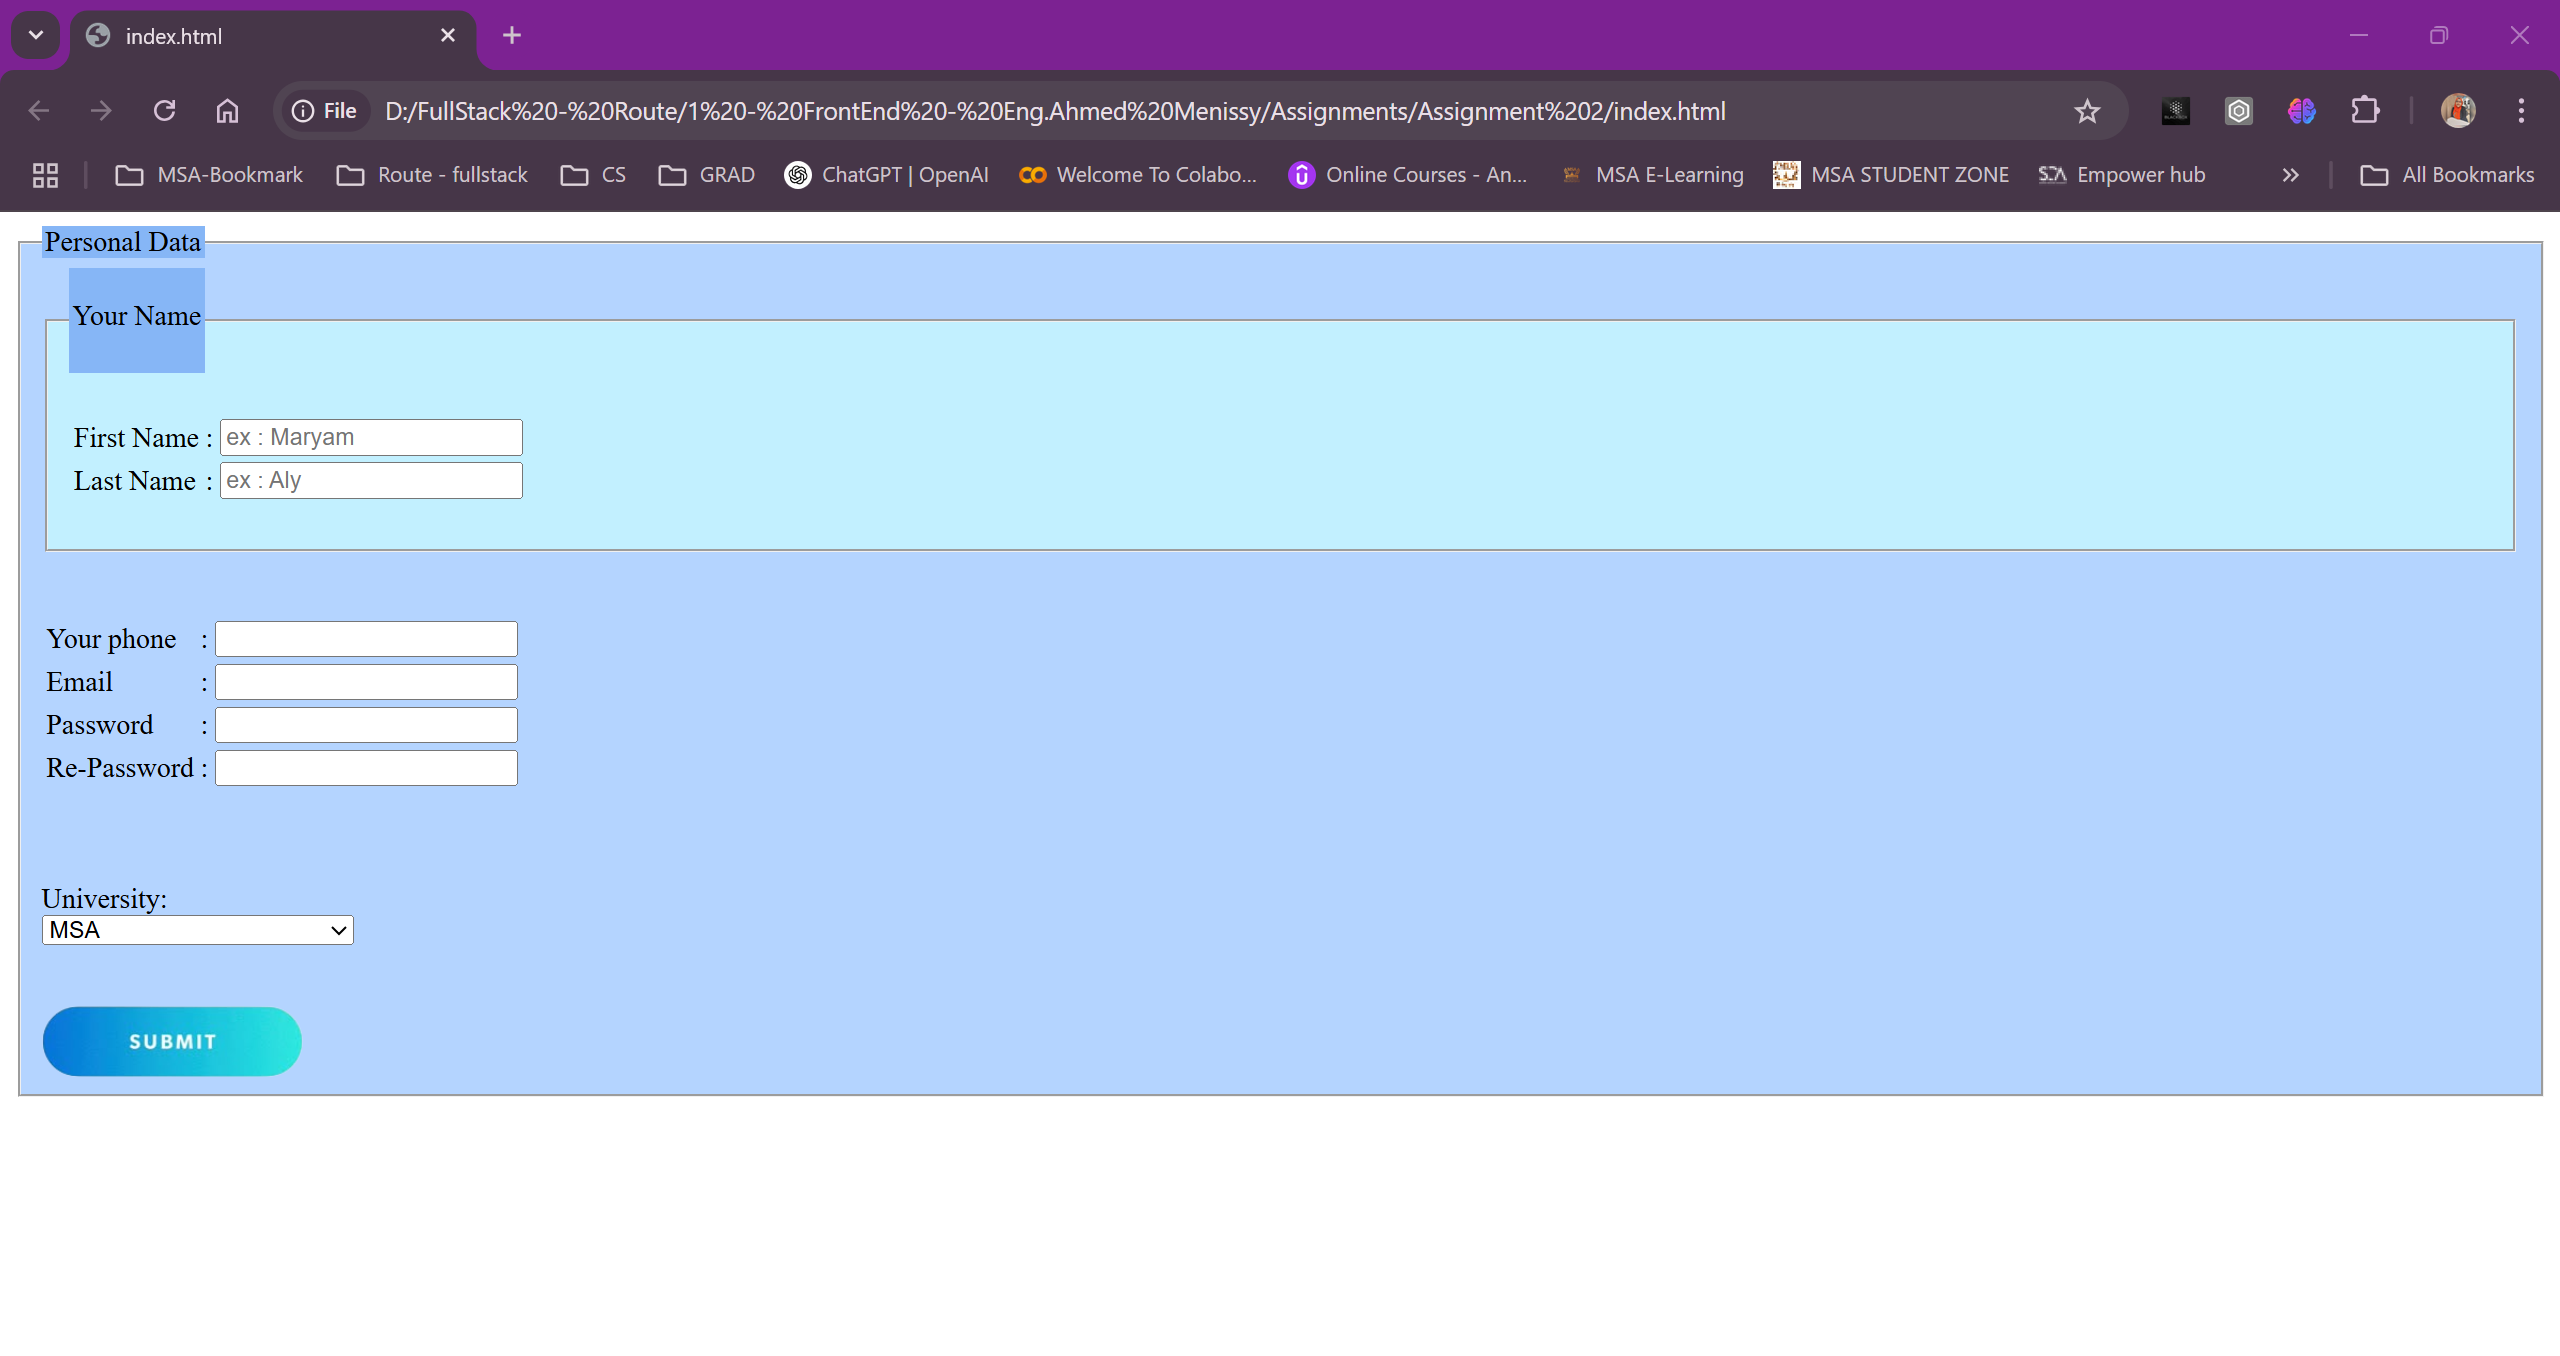 index.html
File D:/FullStack%20-%20Route/1%20-%20FrontEnd%20-%20Eng.Ahmed%20Menissy/Assignments/Assignment%202/index.html
MSA-Bookmark Route - fullstack CS GRAD ChatGPT | OpenAI Welcome To Colabo... Online Courses - An... MSA E-Learning MSA STUDENT ZONE Empower hub All Bookmarks
Personal Data
Your Name
First Name : ex : Maryam
Last Name : ex : Aly
Your phone :
Email :
Password :
Re-Password :
University:
MSA
SUBMIT